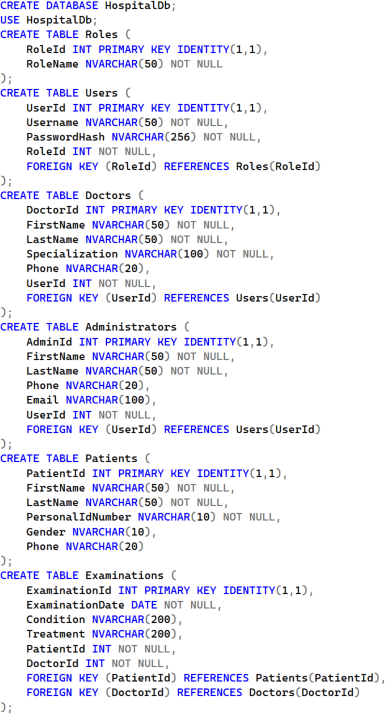 CREATE DATABASE HospitalDb;
USE HospitalDb;
CREATE TABLE Roles (
    RoleId INT PRIMARY KEY IDENTITY(1,1),
    RoleName NVARCHAR(50) NOT NULL
);
CREATE TABLE Users (
    UserId INT PRIMARY KEY IDENTITY(1,1),
    Username NVARCHAR(50) NOT NULL,
    PasswordHash NVARCHAR(256) NOT NULL,
    RoleId INT NOT NULL,
    FOREIGN KEY (RoleId) REFERENCES Roles(RoleId)
);
CREATE TABLE Doctors (
    DoctorId INT PRIMARY KEY IDENTITY(1,1),
    FirstName NVARCHAR(50) NOT NULL,
    LastName NVARCHAR(50) NOT NULL,
    Specialization NVARCHAR(100) NOT NULL,
    Phone NVARCHAR(20),
    UserId INT NOT NULL,
    FOREIGN KEY (UserId) REFERENCES Users(UserId)
);
CREATE TABLE Administrators (
    AdminId INT PRIMARY KEY IDENTITY(1,1),
    FirstName NVARCHAR(50) NOT NULL,
    LastName NVARCHAR(50) NOT NULL,
    Phone NVARCHAR(20),
    Email NVARCHAR(100),
    UserId INT NOT NULL,
    FOREIGN KEY (UserId) REFERENCES Users(UserId)
);
CREATE TABLE Patients (
    PatientId INT PRIMARY KEY IDENTITY(1,1),
    FirstName NVARCHAR(50) NOT NULL,
    LastName NVARCHAR(50) NOT NULL,
    PersonalIdNumber NVARCHAR(10) NOT NULL,
    Gender NVARCHAR(10),
    Phone NVARCHAR(20)
);
CREATE TABLE Examinations (
    ExaminationId INT PRIMARY KEY IDENTITY(1,1),
    ExaminationDate DATE NOT NULL,
    Condition NVARCHAR(200),
    Treatment NVARCHAR(200),
    PatientId INT NOT NULL,
    DoctorId INT NOT NULL,
    FOREIGN KEY (PatientId) REFERENCES Patients(PatientId),
    FOREIGN KEY (DoctorId) REFERENCES Doctors(DoctorId)
);